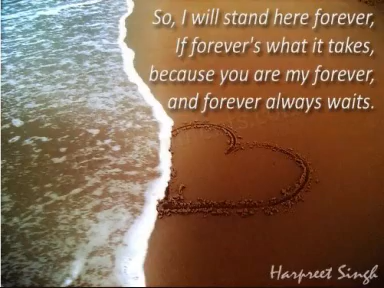 So, I will stand here forever,
If forever's what it takes,
because you are my forever,
and forever always waits.
Harpreet Singh